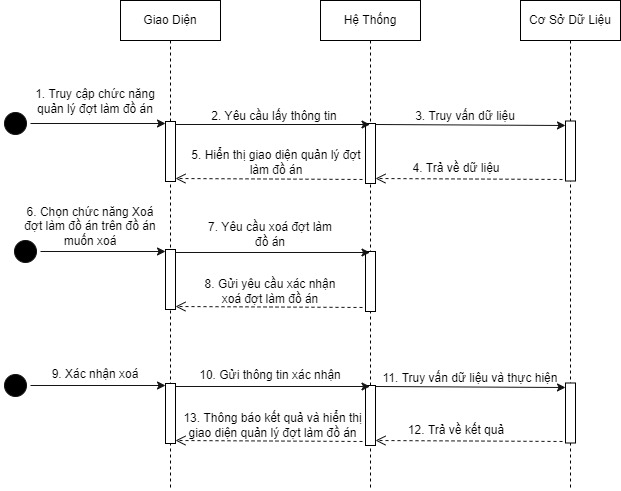 Giao Diện
Hệ Thống
Cơ Sở Dữ Liệu
1. Truy cập chức năng
quản lý đợt làm đồ án
2. Yêu cầu lấy thông tin
3. Truy vấn dữ liệu
4. Trả về dữ liệu
5. Hiển thị giao diện quản lý đợt
làm đồ án
6. Chọn chức năng Xoá
đợt làm đồ án trên đồ án
muốn xoá
7. Yêu cầu xoá đợt làm
đồ án
8. Gửi yêu cầu xác nhận
xoá đợt làm đồ án
9. Xác nhận xoá
10. Gửi thông tin xác nhận
11. Truy vấn dữ liệu và thực hiện
12. Trả về kết quả
13. Thông báo kết quả và hiển thị
giao diện quản lý đợt làm đồ án